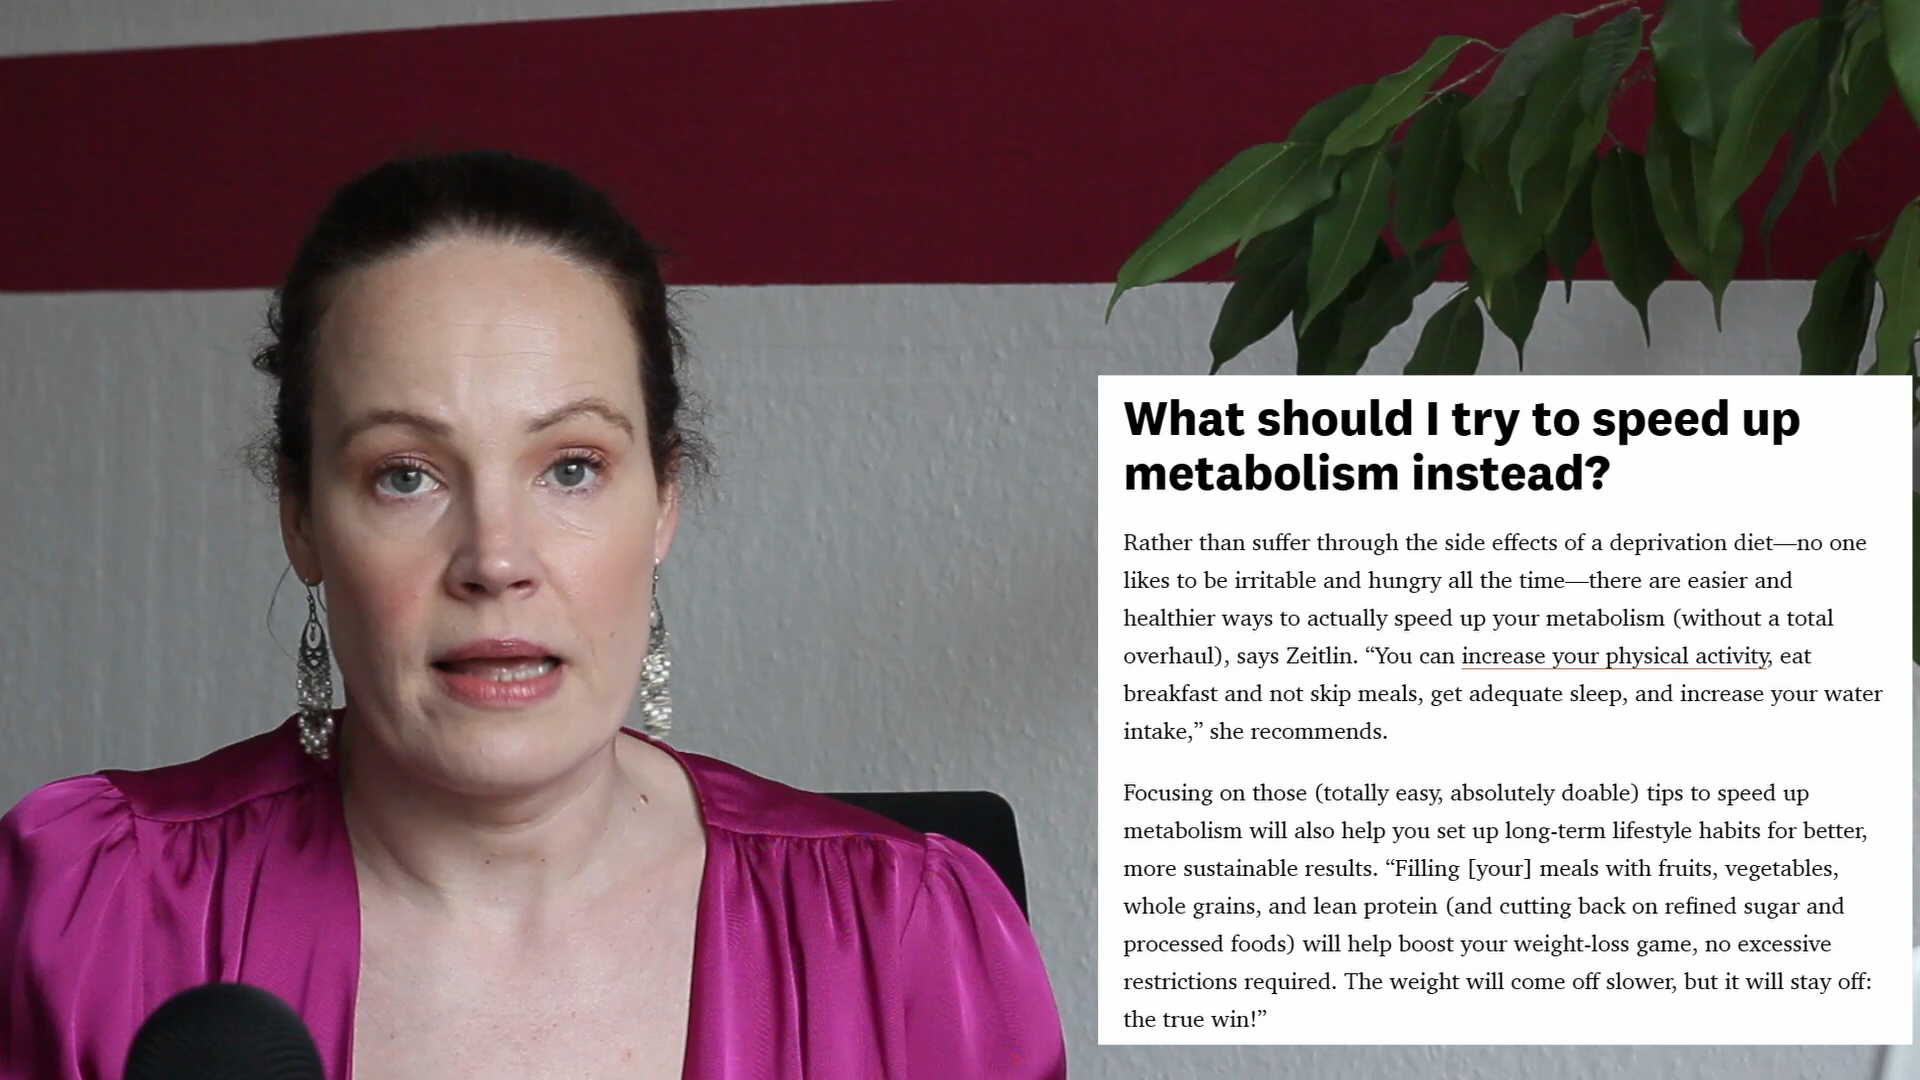 What should I try to speed up
metabolism instead?
Rather than suffer through the side effects of a deprivation diet—no one
likes to be irritable and hungry all the time—there are easier and
healthier ways to actually speed up your metabolism (without a total
overhaul), says Zeitlin. “You can increase your physical activity, eat
breakfast and not skip meals, get adequate sleep, and increase your water
intake,” she recommends.
Focusing on those (totally easy, absolutely doable) tips to speed up
metabolism will also help you set up long-term lifestyle habits for better,
more sustainable results. “Filling [your] meals with fruits, vegetables,
whole grains, and lean protein (and cutting back on refined sugar and
processed foods) will help boost your weight-loss game, no excessive
restrictions required. The weight will come off slower, but it will stay off:
the true win!”